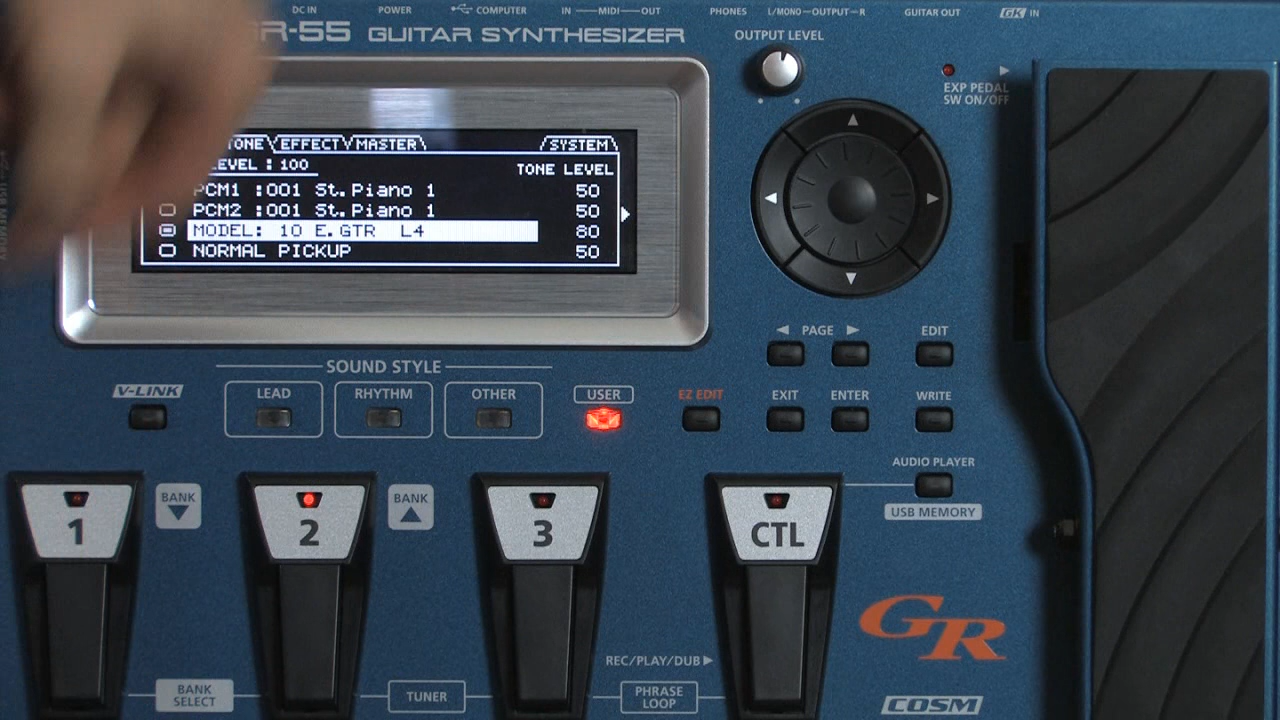 DC IN POWER COMPUTER IN MIDI OUT PHONES L/MONO OUTPUT R GUITAR OUT GK IN
R-55 GUITAR SYNTHESIZER
OUTPUT LEVEL
EXP PEDAL
SW ON/OFF
TONE EFFECT MASTER SYSTEM
LEVEL : 100 TONE LEVEL
PCM1 :001 St.Piano 1 50
PCM2 :001 St.Piano 1 50
MODEL: 10 E.GTR L4 80
NORMAL PICKUP 50
PAGE EDIT
SOUND STYLE
V-LINK LEAD RHYTHM OTHER USER EZ EDIT EXIT ENTER WRITE
AUDIO PLAYER
USB MEMORY
1 BANK 2 BANK 3 CTL
GR
REC/PLAY/DUB
BANK
SELECT
TUNER
PHRASE
LOOP
COSM